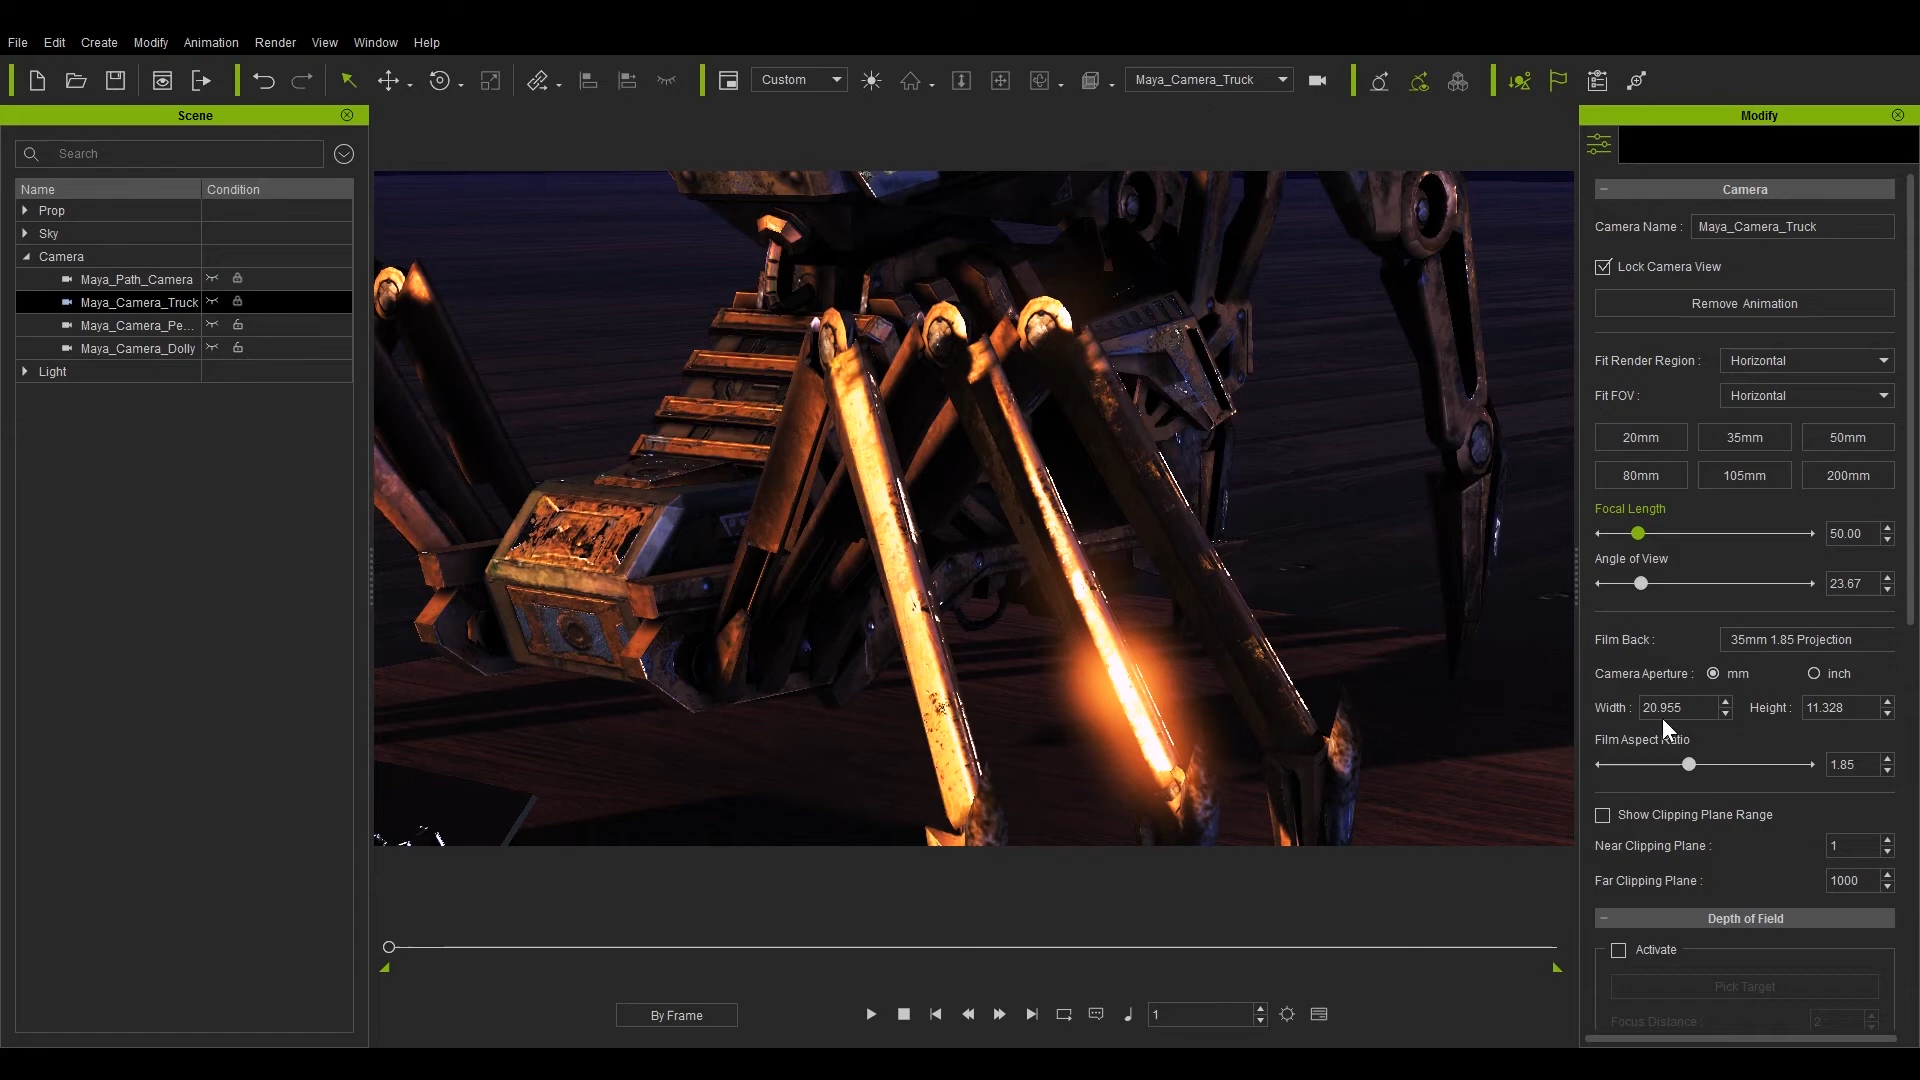 File Edit Create Modify Animation Render View Window Help
Custom
Maya_Camera_Truck
Scene
Search
Name Condition
Prop
Sky
Camera
Maya_Path_Camera
Maya_Camera_Truck
Maya_Camera_Pe...
Maya_Camera_Dolly
Light
By Frame
1
Modify
Camera
Camera Name : Maya_Camera_Truck
Lock Camera View
Remove Animation
Fit Render Region : Horizontal
Fit FOV : Horizontal
20mm 35mm 50mm
80mm 105mm 200mm
Focal Length
50.00
Angle of View
23.67
Film Back : 35mm 1.85 Projection
Camera Aperture : mm inch
Width : 20.955 Height : 11.328
Film Aspect Ratio
1.85
Show Clipping Plane Range
Near Clipping Plane : 1
Far Clipping Plane : 1000
Depth of Field
Activate
Pick Target
Focus Distance : 2